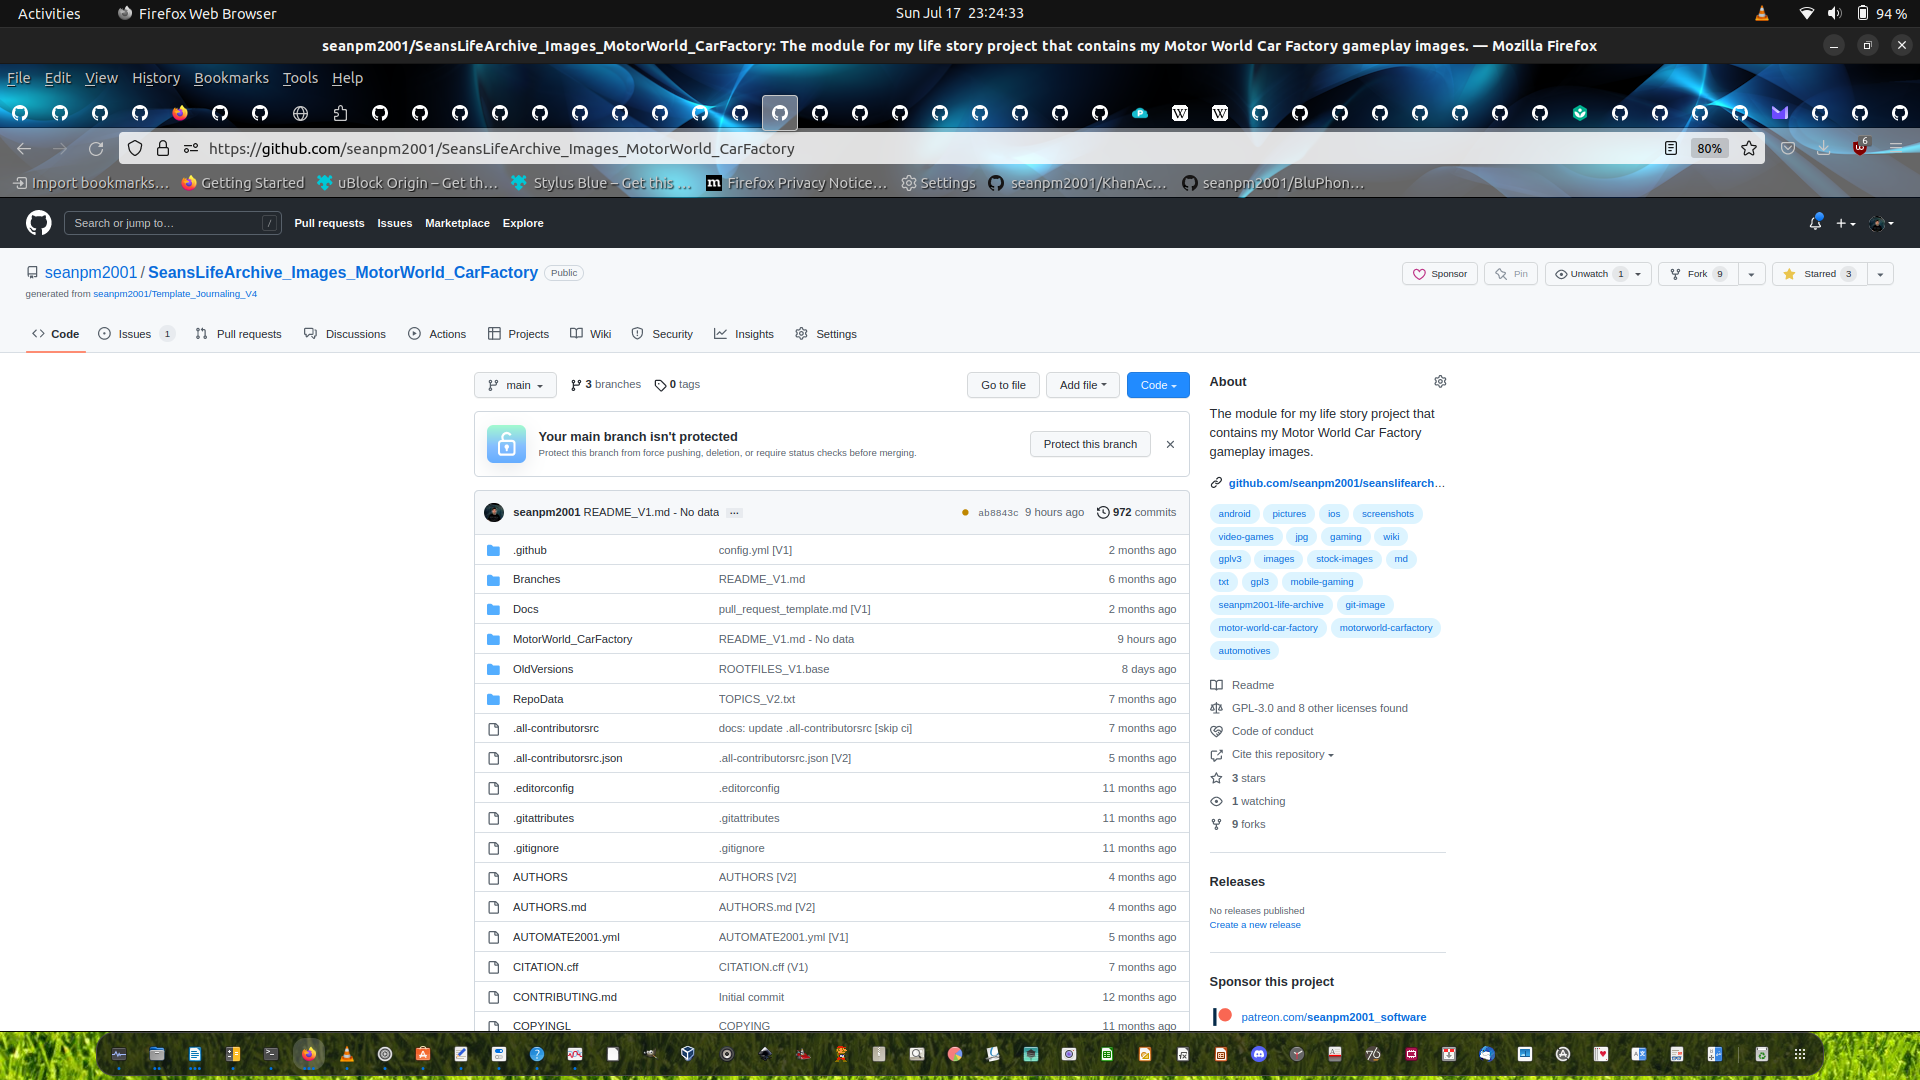 Activities Firefox Web Browser Sun Jul 17 23:24:33 94 %
seanpm2001/SeansLifeArchive_Images_MotorWorld_CarFactory: The module for my life story project that contains my Motor World Car Factory gameplay images. — Mozilla Firefox
File Edit View History Bookmarks Tools Help
https://github.com/seanpm2001/SeansLifeArchive_Images_MotorWorld_CarFactory 80% 6
Import bookmarks… Getting Started uBlock Origin – Get th… Stylus Blue – Get this … Firefox Privacy Notice… Settings seanpm2001/KhanAc… seanpm2001/BluPhon…
Search or jump to… / Pull requests Issues Marketplace Explore
seanpm2001 / SeansLifeArchive_Images_MotorWorld_CarFactory Public Sponsor Pin Unwatch 1 Fork 9 Starred 3
generated from seanpm2001/Template_Journaling_V4
Code Issues 1 Pull requests Discussions Actions Projects Wiki Security Insights Settings
main 3 branches 0 tags Go to file Add file Code
Your main branch isn't protected
Protect this branch from force pushing, deletion, or require status checks before merging.
Protect this branch
seanpm2001 README_V1.md - No data … ab8843c 9 hours ago 972 commits
.github config.yml [V1] 2 months ago
Branches README_V1.md 6 months ago
Docs pull_request_template.md [V1] 2 months ago
MotorWorld_CarFactory README_V1.md - No data 9 hours ago
OldVersions ROOTFILES_V1.base 8 days ago
RepoData TOPICS_V2.txt 7 months ago
.all-contributorsrc docs: update .all-contributorsrc [skip ci] 7 months ago
.all-contributorsrc.json .all-contributorsrc.json [V2] 5 months ago
.editorconfig .editorconfig 11 months ago
.gitattributes .gitattributes 11 months ago
.gitignore .gitignore 11 months ago
AUTHORS AUTHORS [V2] 4 months ago
AUTHORS.md AUTHORS.md [V2] 4 months ago
AUTOMATE2001.yml AUTOMATE2001.yml [V1] 5 months ago
CITATION.cff CITATION.cff (V1) 7 months ago
CONTRIBUTING.md Initial commit 12 months ago
COPYINGL COPYING 11 months ago
About
The module for my life story project that
contains my Motor World Car Factory
gameplay images.
github.com/seanpm2001/seanslifearch…
android pictures ios screenshots
video-games jpg gaming wiki
gplv3 images stock-images md
txt gpl3 mobile-gaming
seanpm2001-life-archive git-image
motor-world-car-factory motorworld-carfactory
automotives
Readme
GPL-3.0 and 8 other licenses found
Code of conduct
Cite this repository
3 stars
1 watching
9 forks
Releases
No releases published
Create a new release
Sponsor this project
patreon.com/seanpm2001_software